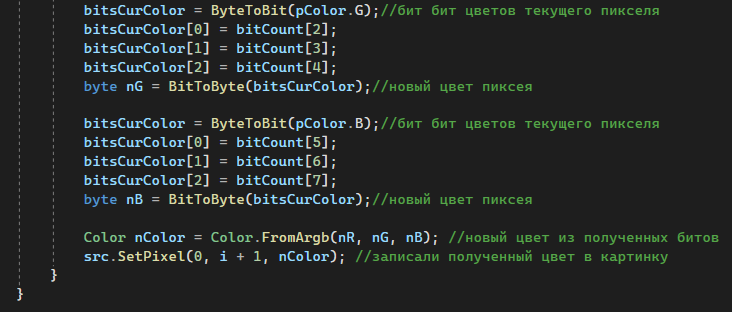 bitsCurColor = ByteToBit(pColor.G);//бит бит цветов текущего пикселя
bitsCurColor[0] = bitCount[2];
bitsCurColor[1] = bitCount[3];
bitsCurColor[2] = bitCount[4];
byte nG = BitToByte(bitsCurColor);//новый цвет пиксея
bitsCurColor = ByteToBit(pColor.B);//бит бит цветов текущего пикселя
bitsCurColor[0] = bitCount[5];
bitsCurColor[1] = bitCount[6];
bitsCurColor[2] = bitCount[7];
byte nB = BitToByte(bitsCurColor);//новый цвет пиксея
Color nColor = Color.FromArgb(nR, nG, nB); //новый цвет из полученных битов
src.SetPixel(0, i + 1, nColor); //записали полученный цвет в картинку
}
}